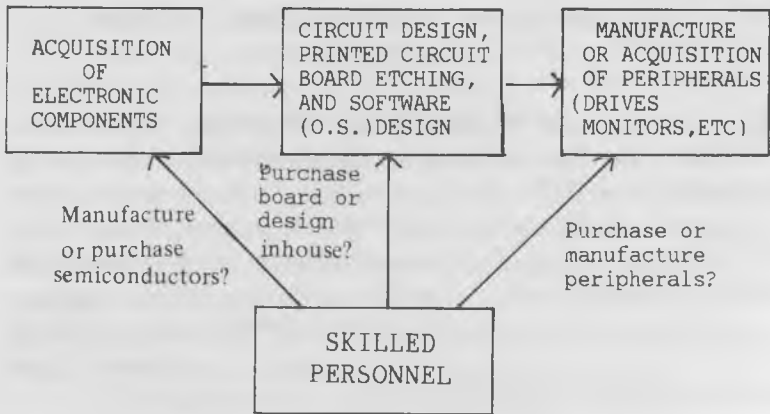 ACQUISITION
OF
ELECTRONIC
COMPONENTS
CIRCUIT DESIGN,
PRINTED CIRCUIT
BOARD ETCHING,
AND SOFTWARE
(O.S.)DESIGN
MANUFACTURE
OR ACQUISITION
OF PERIPHERALS
(DRIVES
MONITORS,ETC)
Manufacture
or purchase
semiconductors?
Purchase
board or
design
inhouse?
Purchase or
manufacture
peripherals?
SKILLED
PERSONNEL